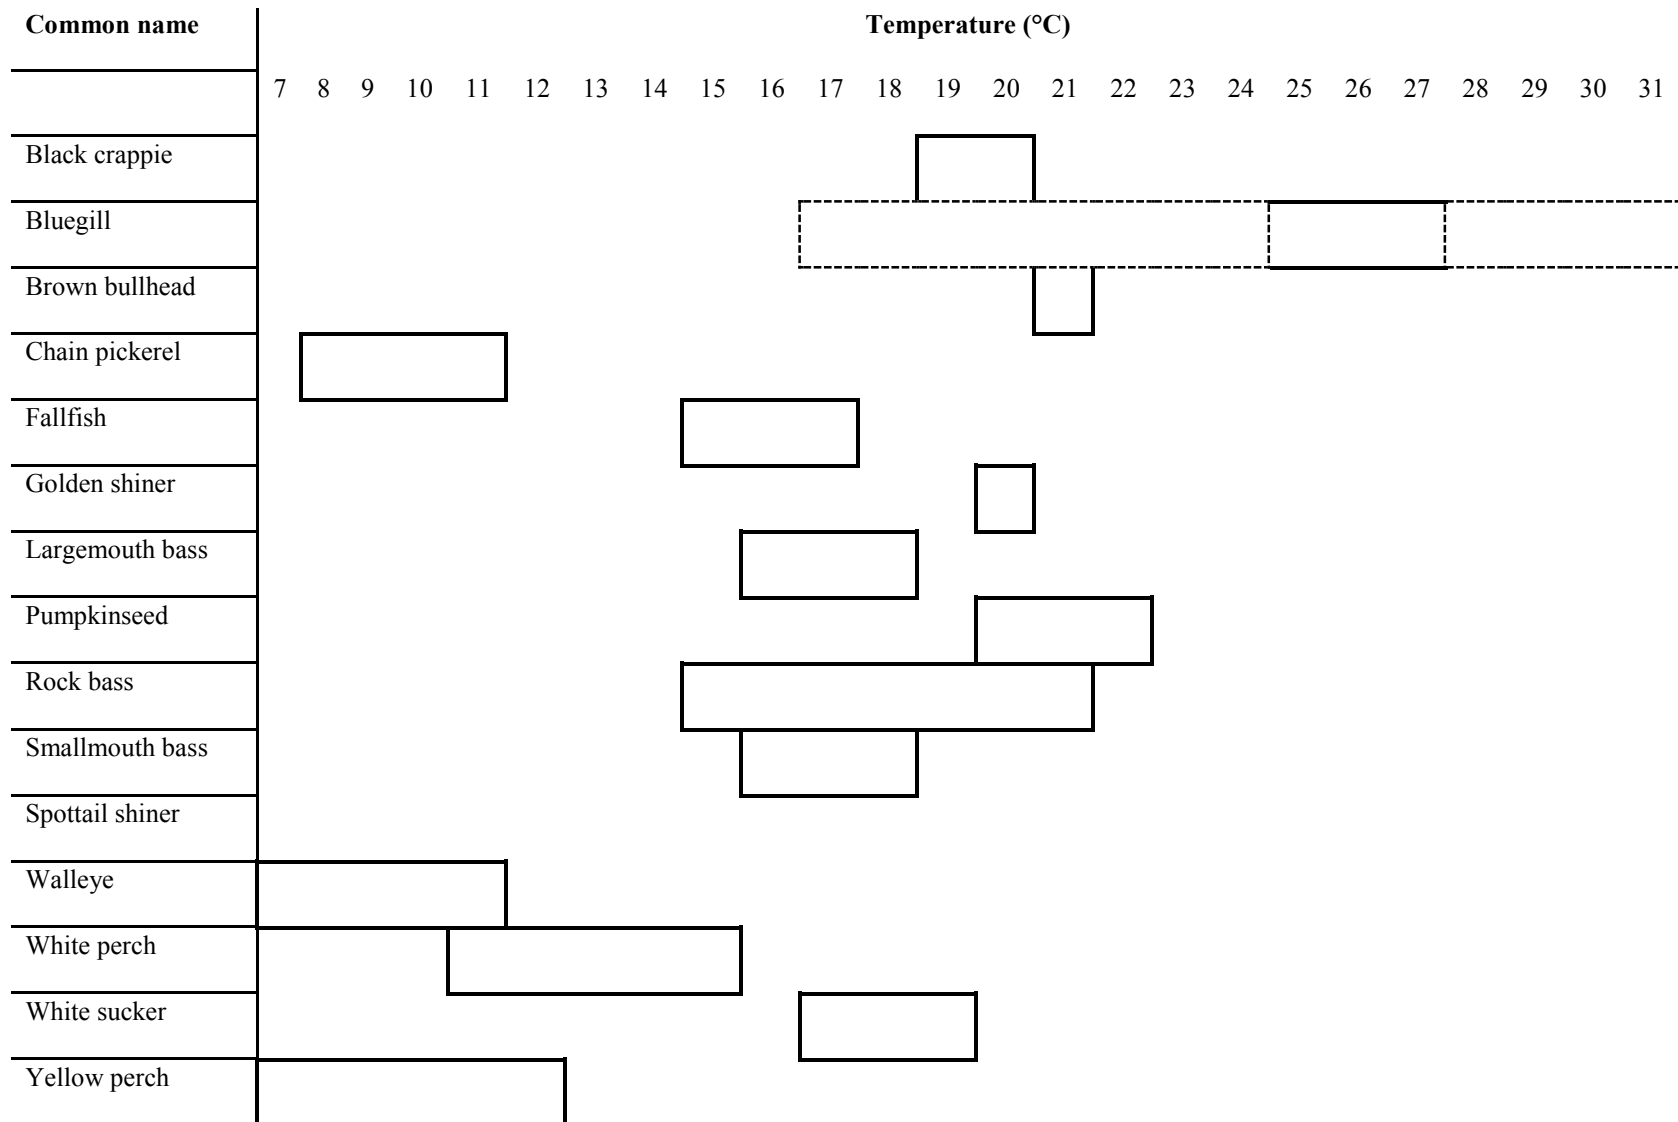 Common name Temperature (°C)
7 8 9 10 11 12 13 14 15 16 17 18 19 20 21 22 23 24 25 26 27 28 29 30 31
Black crappie
Bluegill
Brown bullhead
Chain pickerel
Fallfish
Golden shiner
Largemouth bass
Pumpkinseed
Rock bass
Smallmouth bass
Spottail shiner
Walleye
White perch
White sucker
Yellow perch